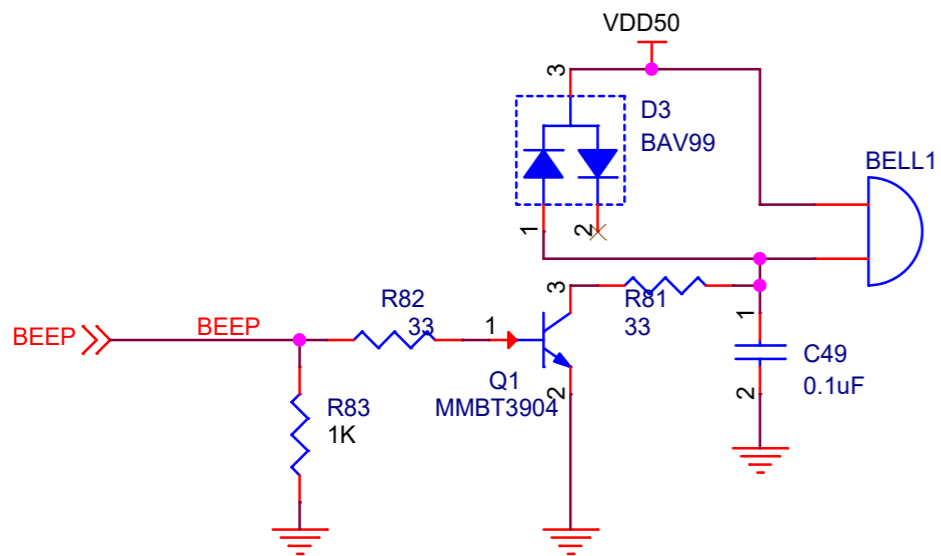 VDD50
3
D3
BAV99
BELL1
1
2
3
R81
33
R82
33
BEEP
BEEP
1
1
C49
0.1uF
Q1
MMBT3904
2
2
R83
1K